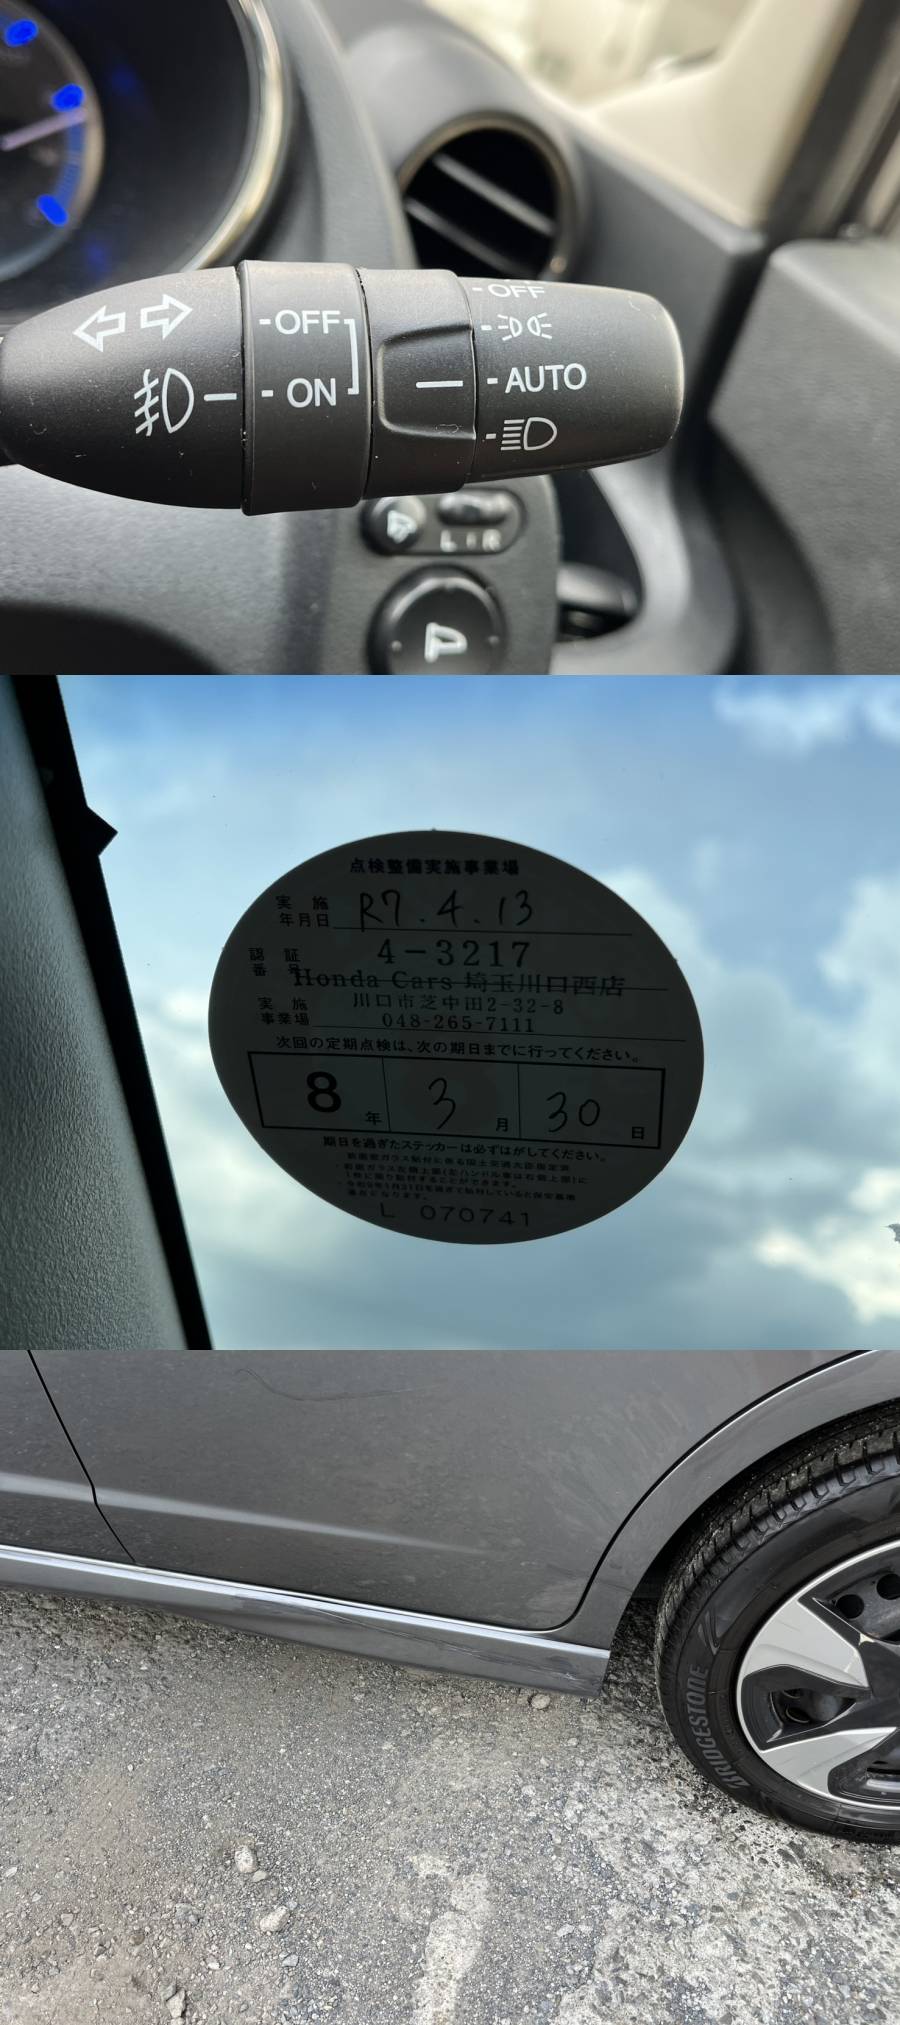 OFF
ON
OFF
AUTO
L R
点検整備実施事業場
実施
年月日 R7.4.13
認証
番号 4-3217
Honda Cars 埼玉川口西店
実施
事業場
川口市芝中田2-32-8
048-265-7111
次回の定期点検は、次の期日までに行ってください。
8年 3月 30日
期日を過ぎたステッカーは必ずはがしてください。
L 070741
BRIDGESTONE